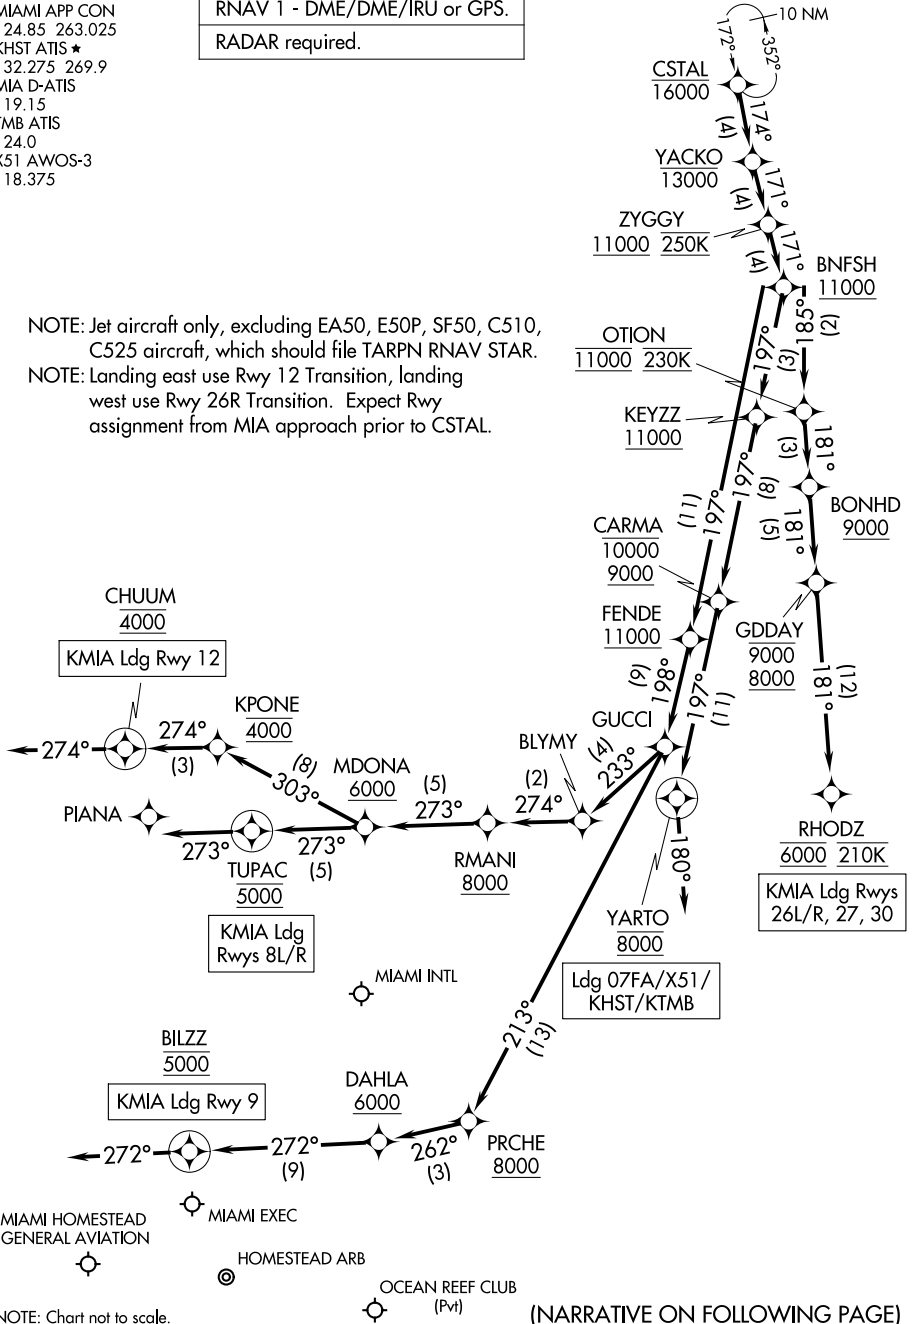 MIAMI APP CON
24.85 263.025
KHST ATIS ★
32.275 269.9
MIA D-ATIS
19.15
TMB ATIS
24.0
X51 AWOS-3
18.375
RNAV 1 - DME/DME/IRU or GPS.
RADAR required.
10 NM
172°
352°
CSTAL
16000
174°
(4)
YACKO
13000
171°
(4)
ZYGGY
11000 250K
171°
(4)
BNFSH
11000
NOTE: Jet aircraft only, excluding EA50, E50P, SF50, C510,
C525 aircraft, which should file TARPN RNAV STAR.
NOTE: Landing east use Rwy 12 Transition, landing
west use Rwy 26R Transition. Expect Rwy
assignment from MIA approach prior to CSTAL.
185°
(2)
OTION
11000 230K
197°
(3)
KEYZZ
11000
181°
(3)
197°
(8)
197°
(11)
BONHD
9000
181°
(5)
CARMA
10000
9000
FENDE
11000
GDDAY
9000
8000
181°
(12)
198°
(9)
197°
(11)
GUCCI
CHUUM
4000
KMIA Ldg Rwy 12
KPONE
4000
274°
274°
(3)
303°
(8)
MDONA
6000
273°
(5)
BLYMY
274°
(2)
233°
(4)
PIANA
273°
TUPAC
5000
273°
(5)
KMIA Ldg
Rwys 8L/R
RMANI
8000
180°
YARTO
8000
Ldg 07FA/X51/
KHST/KTMB
RHODZ
6000 210K
KMIA Ldg Rwys
26L/R, 27, 30
MIAMI INTL
213°
(13)
BILZZ
5000
KMIA Ldg Rwy 9
DAHLA
6000
272°
272°
(9)
262°
(3)
PRCHE
8000
MIAMI EXEC
MIAMI HOMESTEAD
GENERAL AVIATION
HOMESTEAD ARB
OCEAN REEF CLUB
(Pvt)
NOTE: Chart not to scale.
(NARRATIVE ON FOLLOWING PAGE)